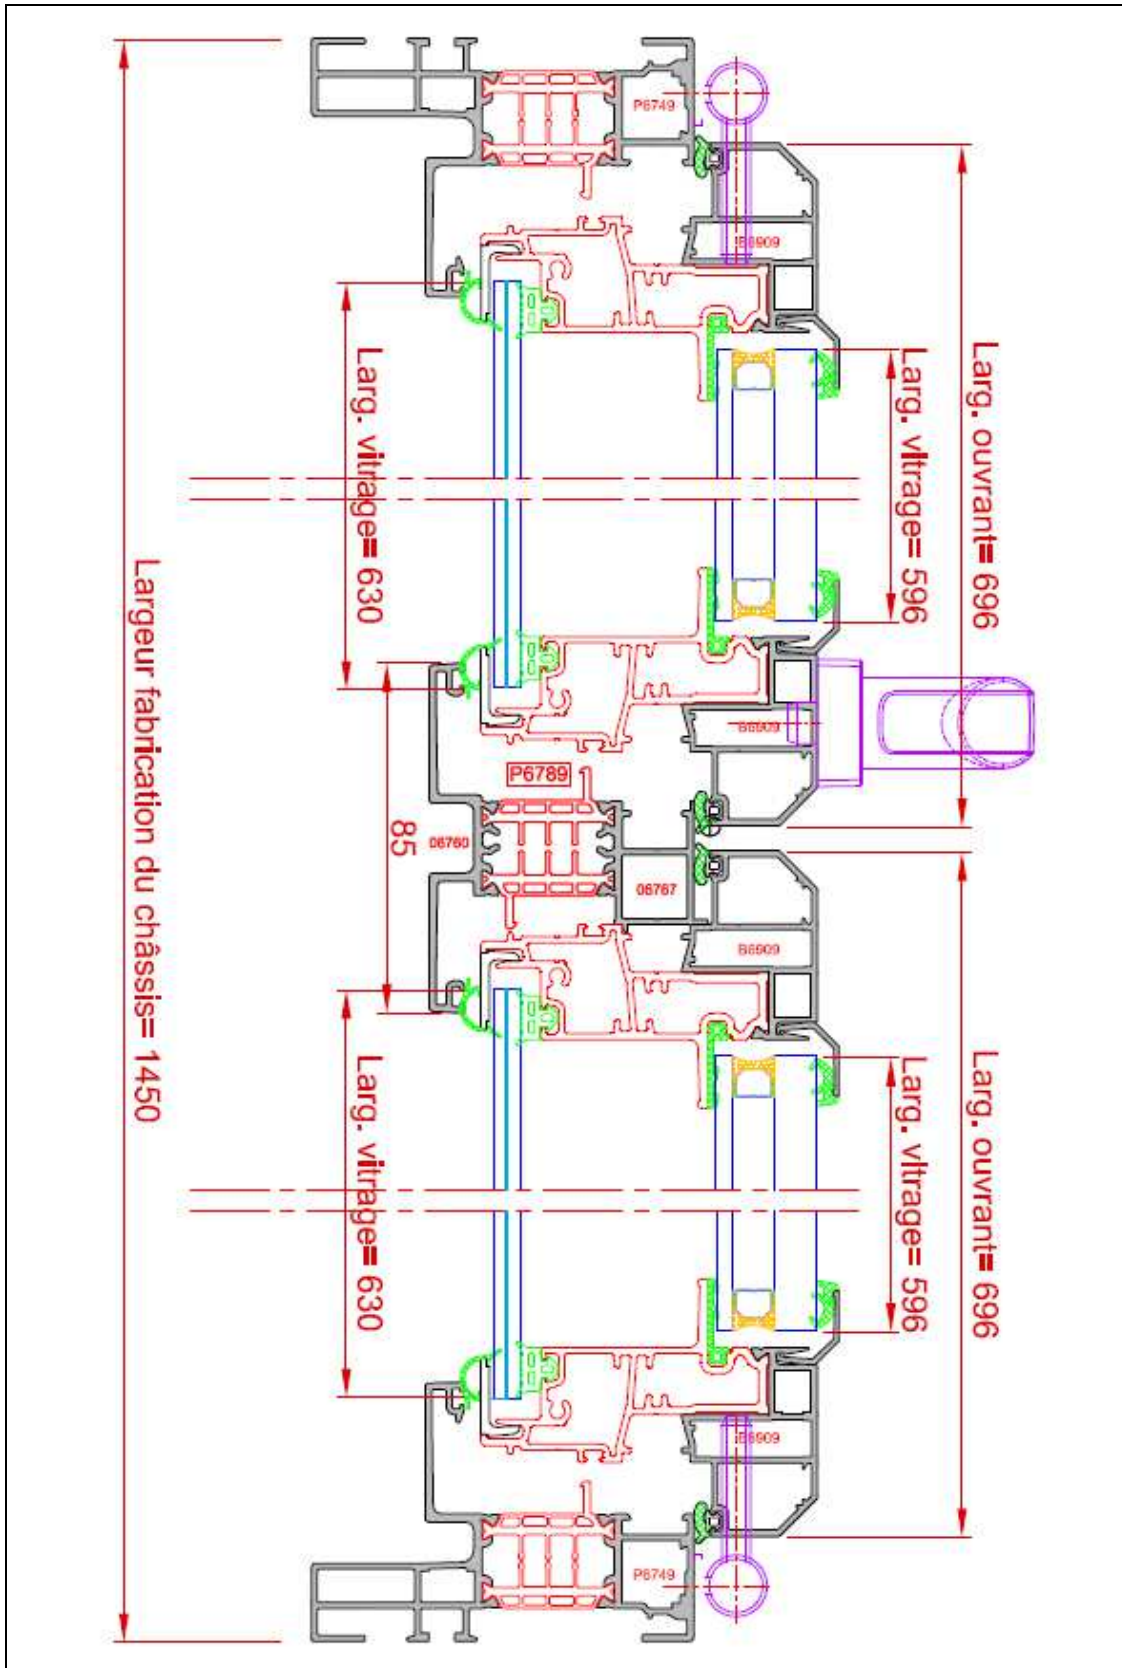 P6749
B6909
Larg. ouvrant= 696
Larg. vitrage= 596
Larg. vitrage= 630
B6909
P6789
06760
85
06767
B6909
Largeur fabrication du châssis= 1450
Larg. ouvrant= 696
Larg. vitrage= 596
Larg. vitrage= 630
B6909
P6749